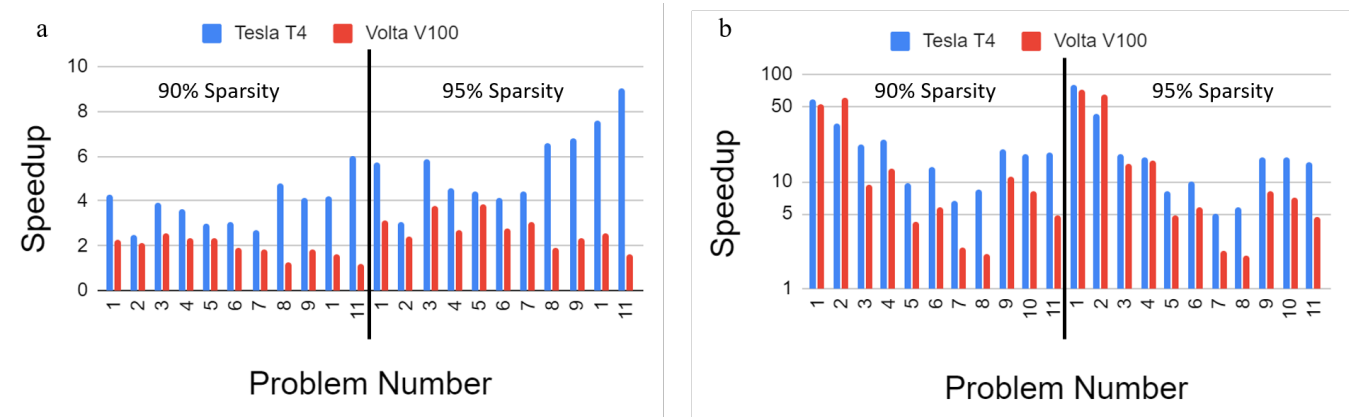 a
Tesla T4 Volta V100
10
8
6
4
2
0
Speedup
90% Sparsity 95% Sparsity
1 2 3 4 5 6 7 8 9 1 11 1 2 3 4 5 6 7 8 9 1 11
Problem Number
b
Tesla T4 Volta V100
100
50
10
5
1
Speedup
90% Sparsity 95% Sparsity
1 2 3 4 5 6 7 8 9 10 11 1 2 3 4 5 6 7 8 9 10 11
Problem Number